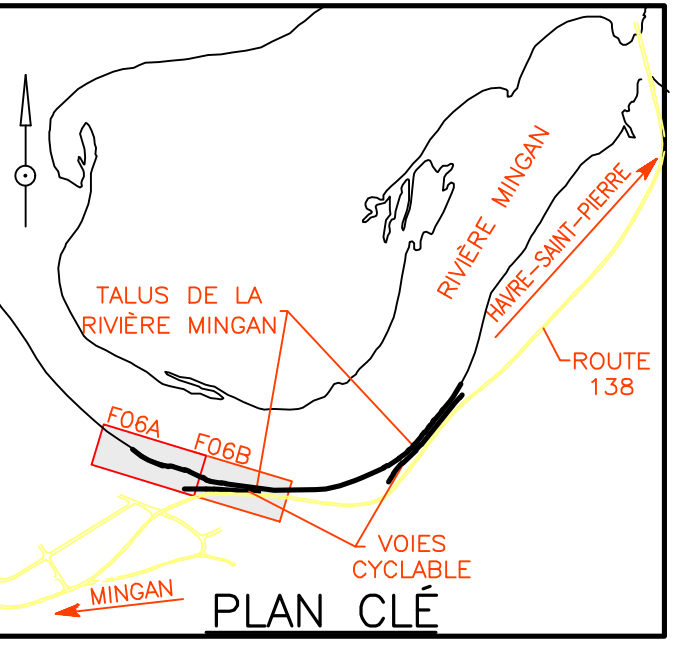 RIVIÈRE MINGAN
HAVRE-SAINT-PIERRE
TALUS DE LA
RIVIÈRE MINGAN
ROUTE
138
F06A
F06B
VOIES
CYCLABLE
MINGAN
PLAN CLÉ